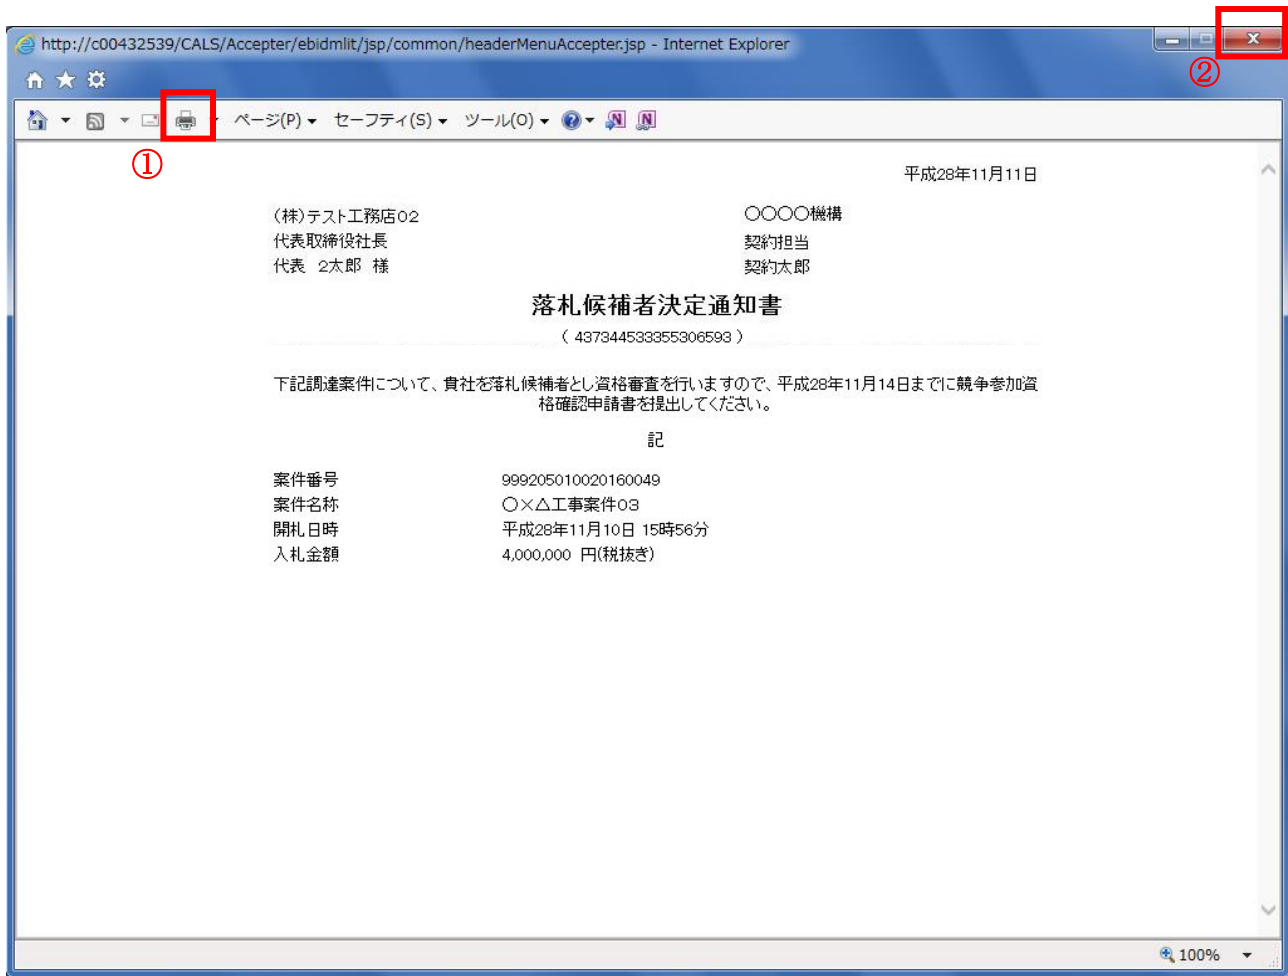 http://c00432539/CALS/Accepter/ebidmlit/jsp/common/headerMenuAccepter.jsp - Internet Explorer
②
ページ(P) セーフティ(S) ツール(O)
①
平成28年11月11日
(株)テスト工務店02 〇〇〇〇機構
代表取締役社長 契約担当
代表 2太郎 様 契約太郎
落札候補者決定通知書
( 437344533355306593 )
下記調達案件について、貴社を落札候補者とし資格審査を行いますので、平成28年11月14日までに競争参加資
格確認申請書を提出してください。
記
案件番号 999205010020160049
案件名称 〇×△工事案件03
開札日時 平成28年11月10日 15時56分
入札金額 4,000,000 円(税抜き)
100%